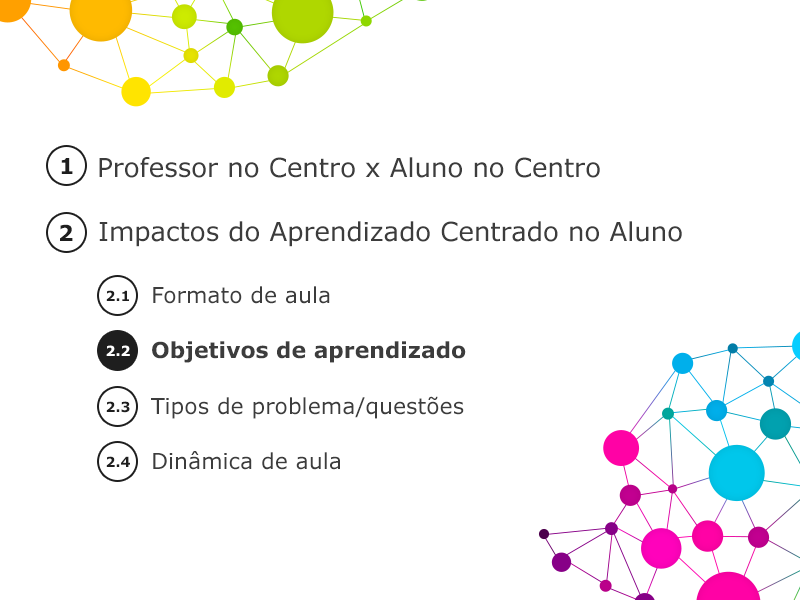 1 Professor no Centro x Aluno no Centro
2 Impactos do Aprendizado Centrado no Aluno
2.1 Formato de aula
2.2 Objetivos de aprendizado
2.3 Tipos de problema/questões
2.4 Dinâmica de aula